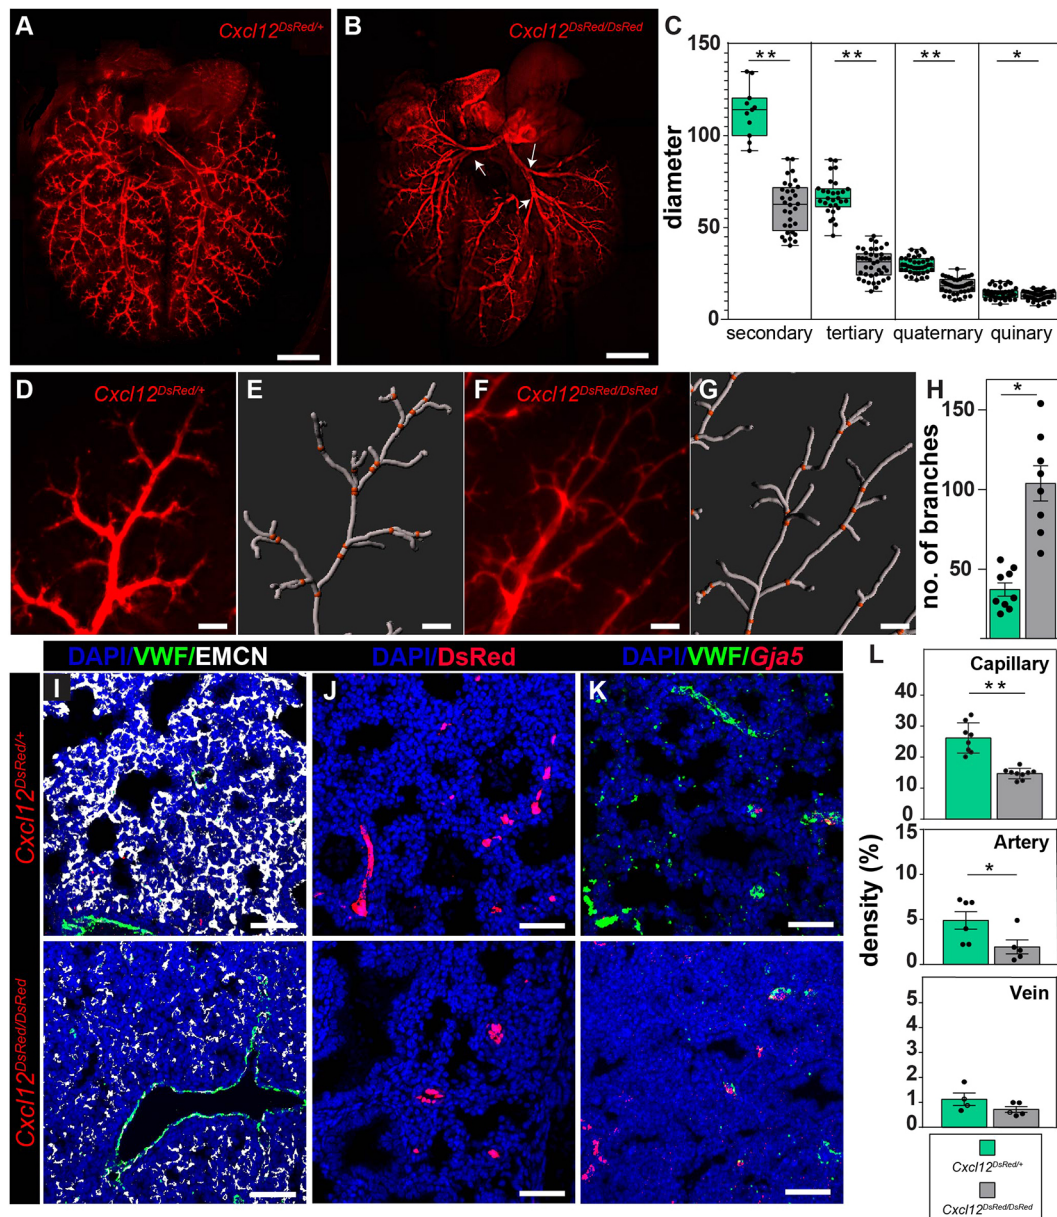 A
Cxcl12DsRed/+
B
Cxcl12DsRed/DsRed
C
diameter
150
100
50
0
**
**
**
*
secondary
tertiary
quaternary
quinary
D
Cxcl12DsRed/+
E
F
Cxcl12DsRed/DsRed
G
H
no. of branches
150
100
50
*
DAPI/VWF/EMCN
DAPI/DsRed
DAPI/VWF/Gja5
Cxcl12DsRed/+
I
J
K
Cxcl12DsRed/DsRed
L
density (%)
Capillary
40
30
20
10
0
**
Artery
15
10
5
0
*
Vein
5
4
3
2
1
0
Cxcl12DsRed/+
Cxcl12DsRed/DsRed